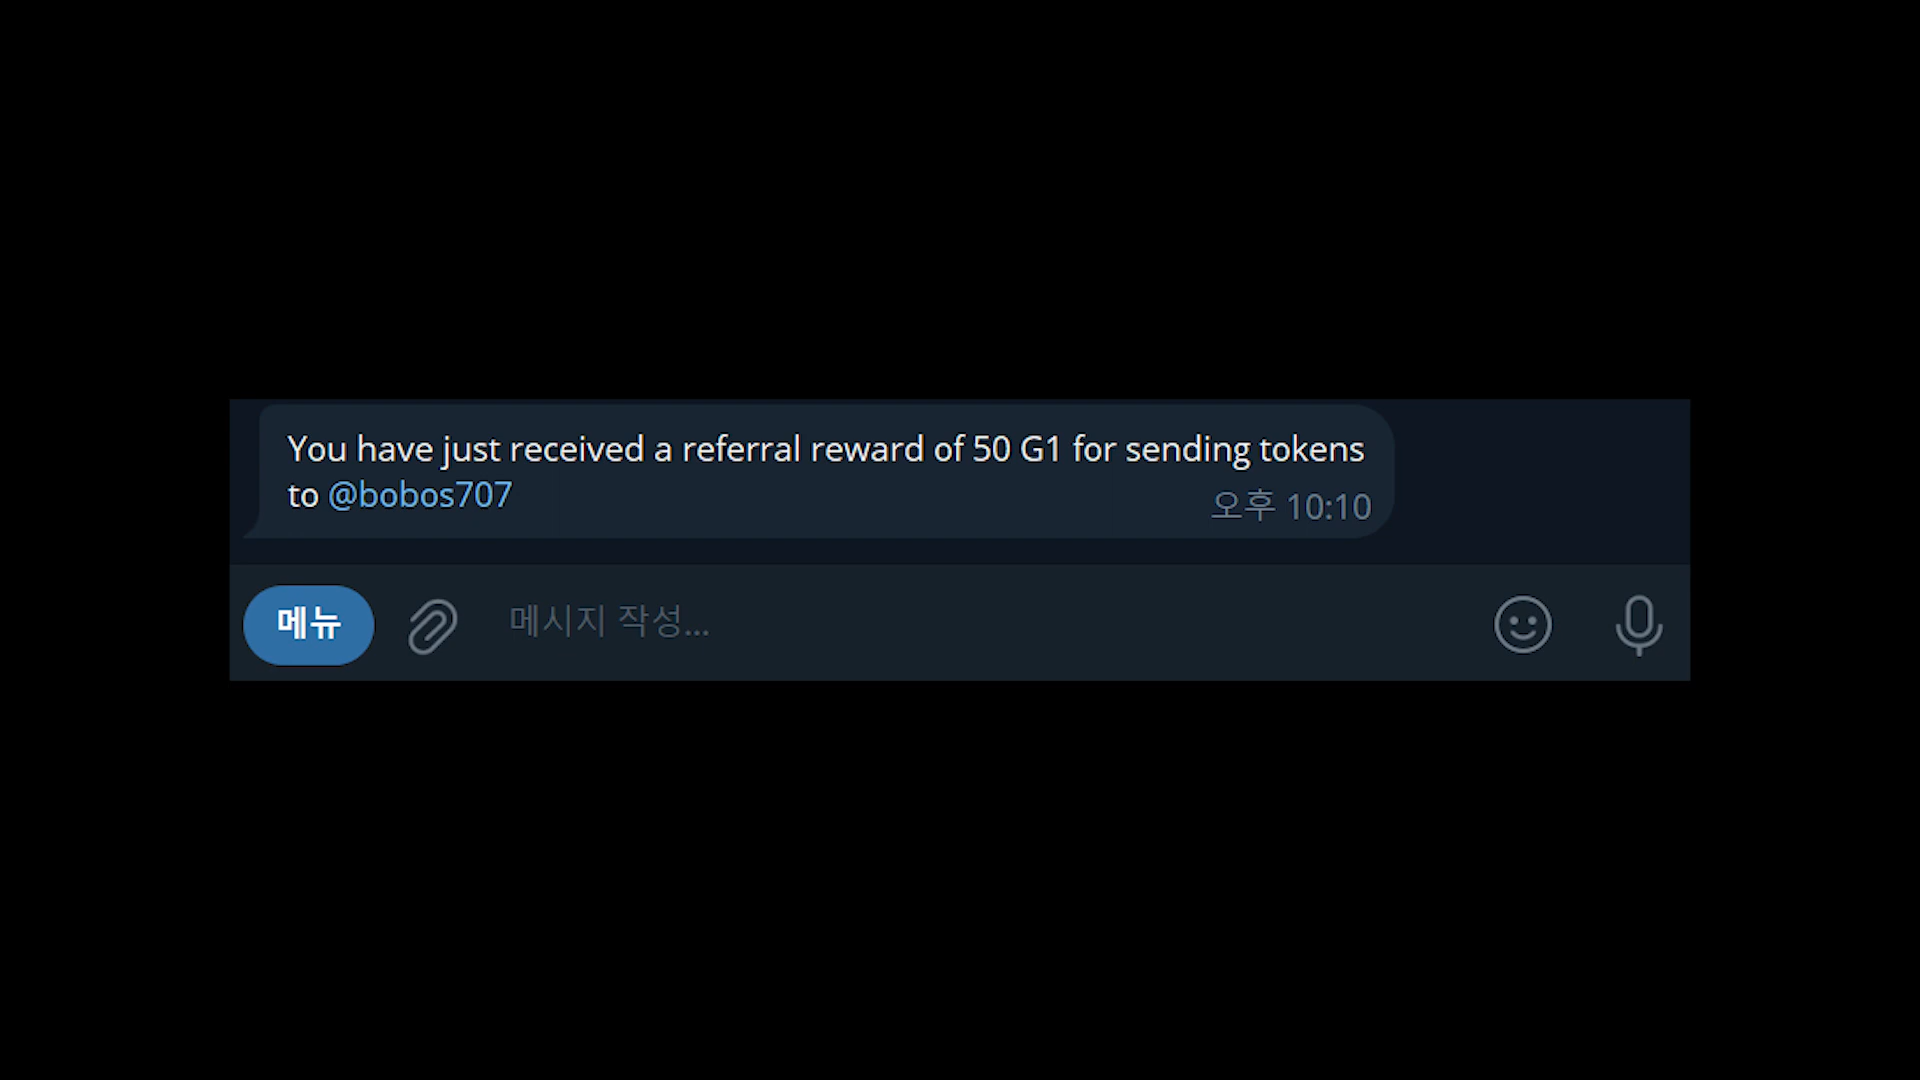 You have just received a referral reward of 50 G1 for sending tokens
to @bobos707
오후 10:10
메뉴
메시지 작성...